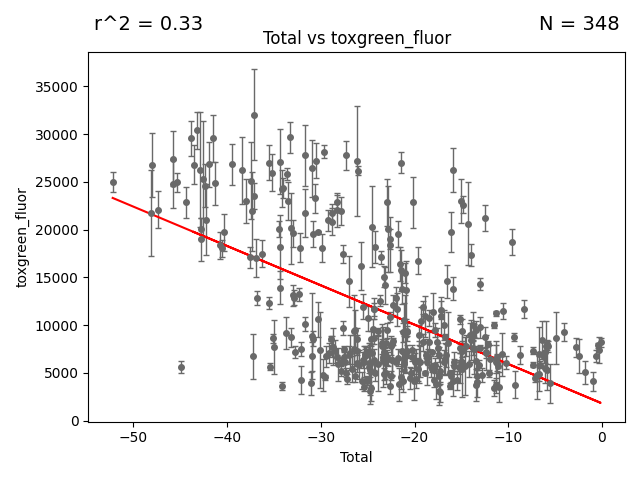 r^2 = 0.33
N = 348
Total vs toxgreen_fluor
35000
30000
25000
20000
15000
10000
5000
0
toxgreen_fluor
−50
−40
−30
−20
−10
0
Total